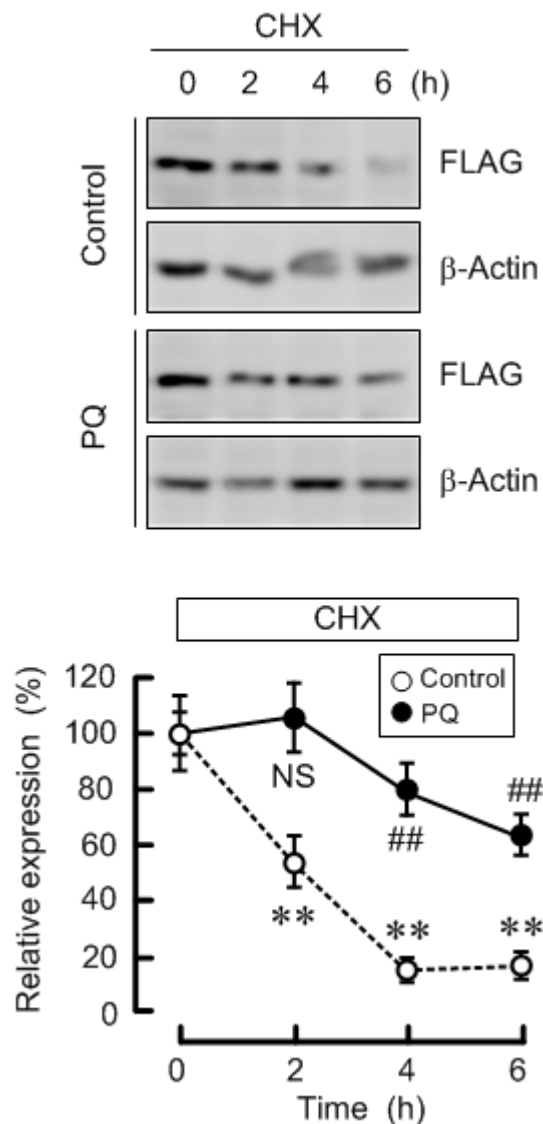 CHX
0 2 4 6 (h)
Control
FLAG
β-Actin
PQ
FLAG
β-Actin
CHX
Relative expression (%)
120
100
80
60
40
20
0
Control
PQ
NS
##
##
**
**
**
0 2 4 6
Time (h)